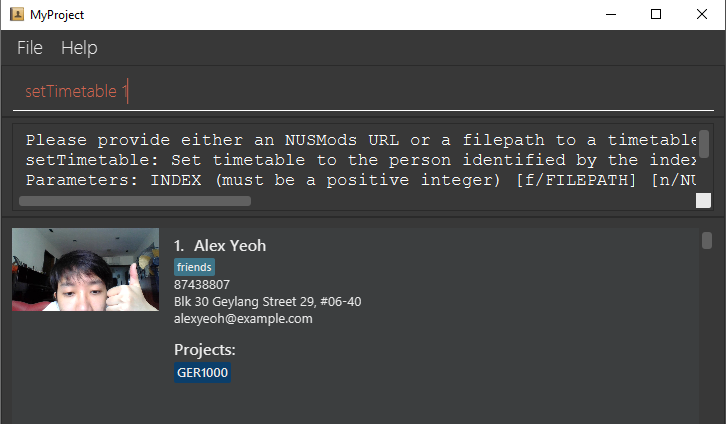 MyProject
File Help
setTimetable 1
Please provide either an NUSMods URL or a filepath to a timetable
setTimetable: Set timetable to the person identified by the index
Parameters: INDEX (must be a positive integer) [f/FILEPATH] [n/NU
1. Alex Yeoh
friends
87438807
Blk 30 Geylang Street 29, #06-40
alexyeoh@example.com
Projects:
GER1000